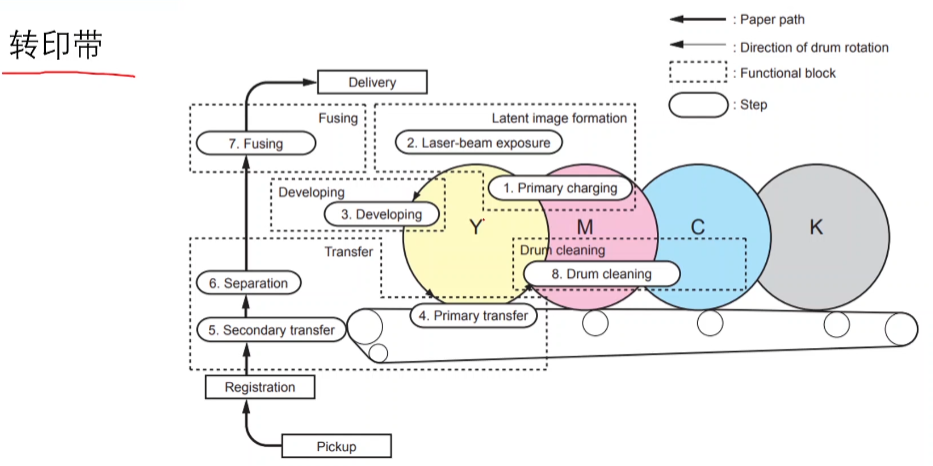 转印带
: Paper path
: Direction of drum rotation
: Functional block
: Step
Delivery
Fusing
7. Fusing
Latent image formation
2. Laser-beam exposure
1. Primary charging
Developing
3. Developing
Y
M
C
K
Transfer
Drum cleaning
8. Drum cleaning
6. Separation
4. Primary transfer
5. Secondary transfer
Registration
Pickup